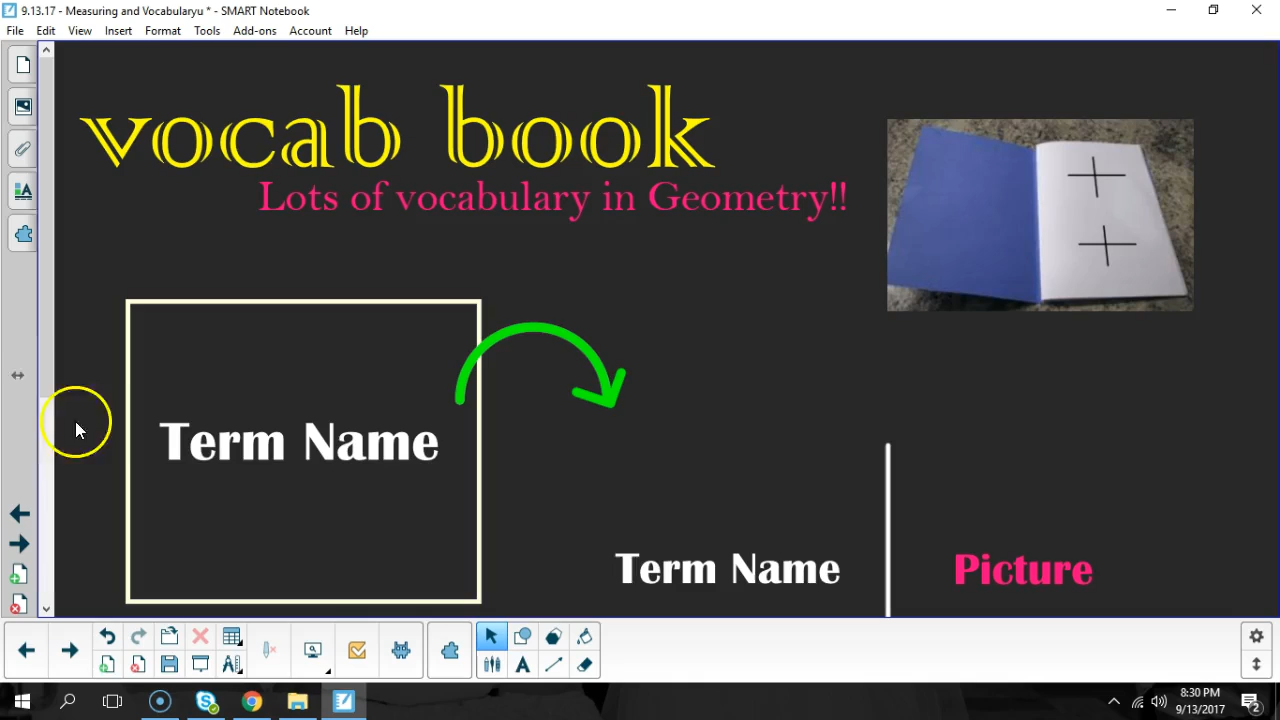 9.13.17 - Measuring and Vocabularyu * - SMART Notebook
File Edit View Insert Format Tools Add-ons Account Help
vocab book
Lots of vocabulary in Geometry!!
Term Name
Term Name
Picture
8:30 PM
9/13/2017
2